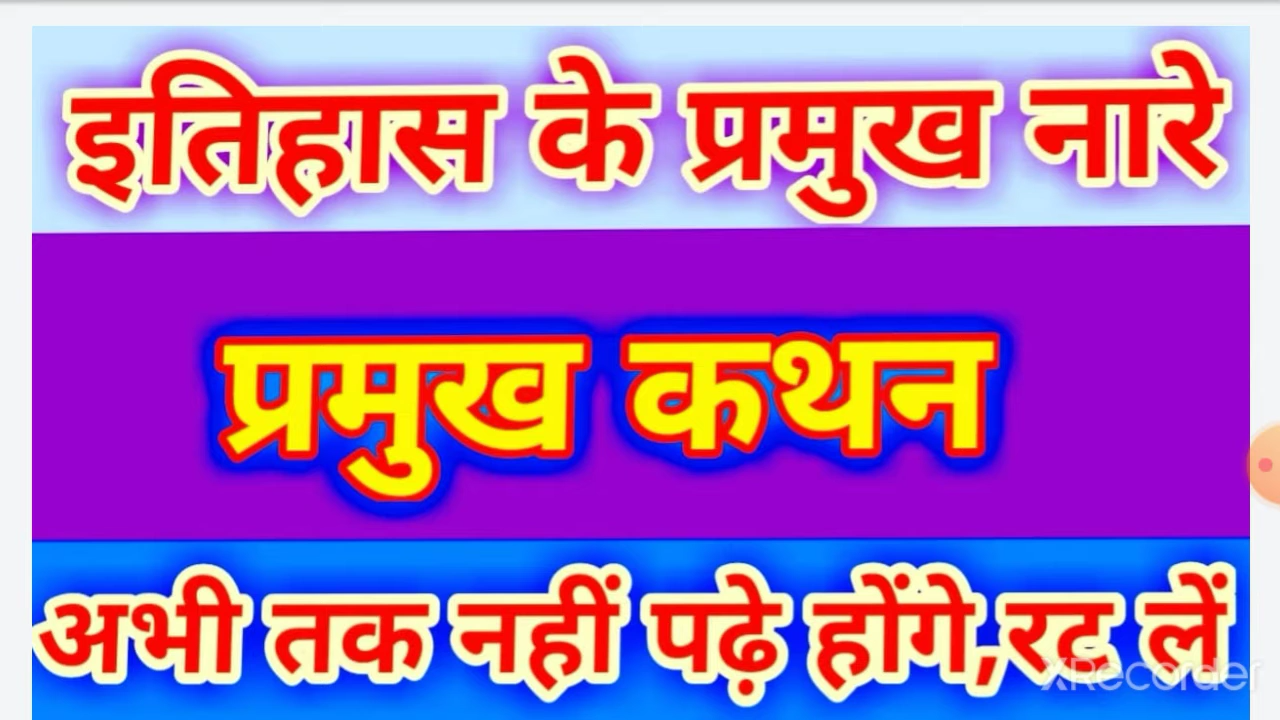 इतिहास के प्रमुख नारे
प्रमुख कथन
अभी तक नहीं पढ़े होंगे,रट लें
XRecorder